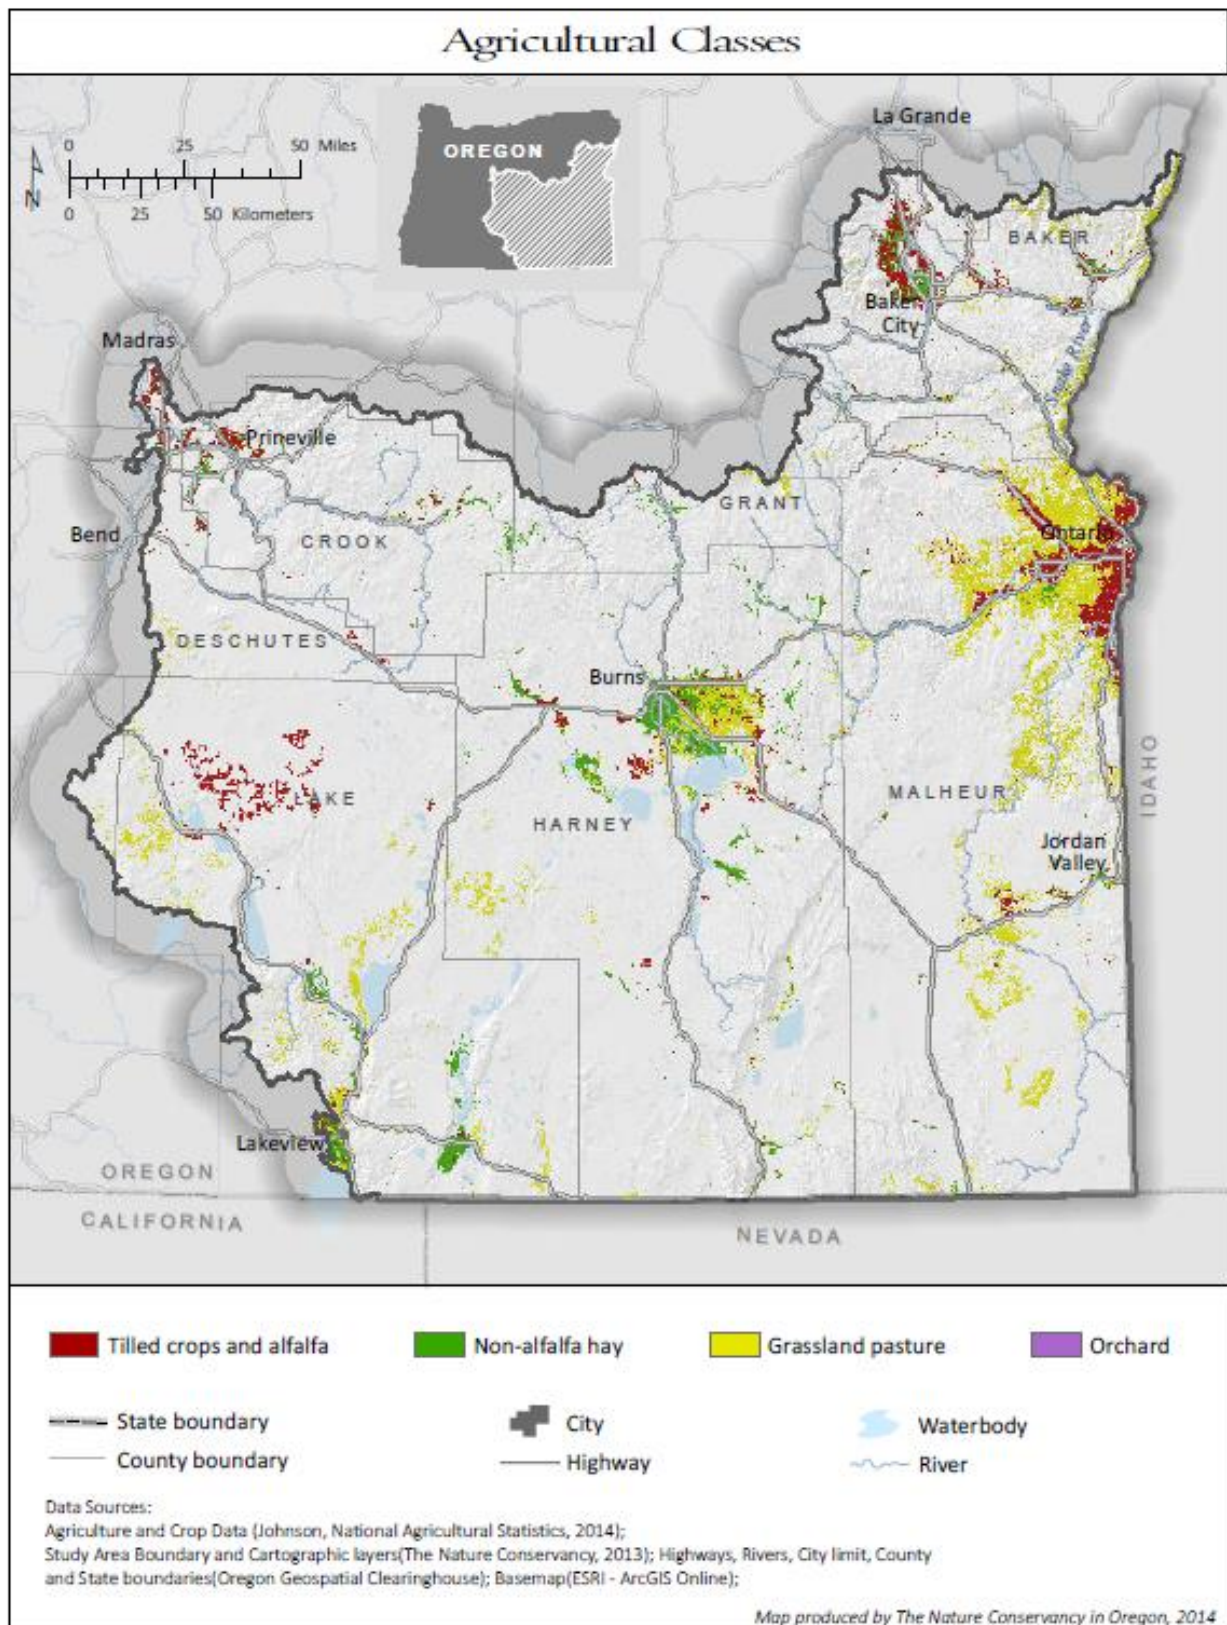 Agricultural Classes
La Grande
0 25 50 Miles
OREGON
N
0 25 50 Kilometers
BAKER
Baker
City
Snake River
Madras
Prineville
GRANT
Bend
CROOK
Ontario
DESCHUTES
Burns
IDAHO
LAKE
HARNEY
MALHEUR
Jordan
Valley
Lakeview
OREGON
CALIFORNIA
NEVADA
Tilled crops and alfalfa Non-alfalfa hay Grassland pasture Orchard
State boundary City Waterbody
County boundary Highway River
Data Sources:
Agriculture and Crop Data (Johnson, National Agricultural Statistics, 2014);
Study Area Boundary and Cartographic layers(The Nature Conservancy, 2013); Highways, Rivers, City limit, County
and State boundaries(Oregon Geospatial Clearinghouse); Basemap(ESRI - ArcGIS Online);
Map produced by The Nature Conservancy in Oregon, 2014